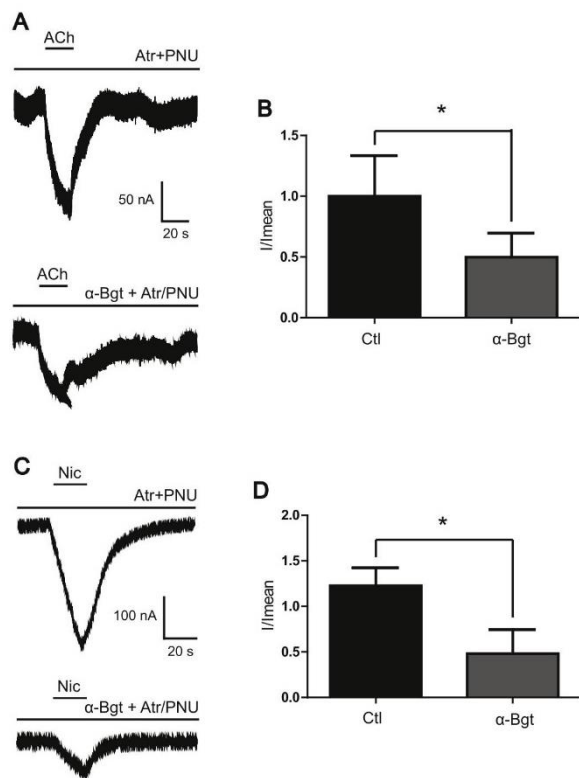 A
ACh
Atr+PNU
50 nA
20 s
ACh
α-Bgt + Atr/PNU
B
*
1.5
1.0
0.5
0.0
I/Imean
Ctl
α-Bgt
C
Nic
Atr+PNU
100 nA
20 s
Nic
α-Bgt + Atr/PNU
D
*
2.0
1.5
1.0
0.5
0.0
I/Imean
Ctl
α-Bgt